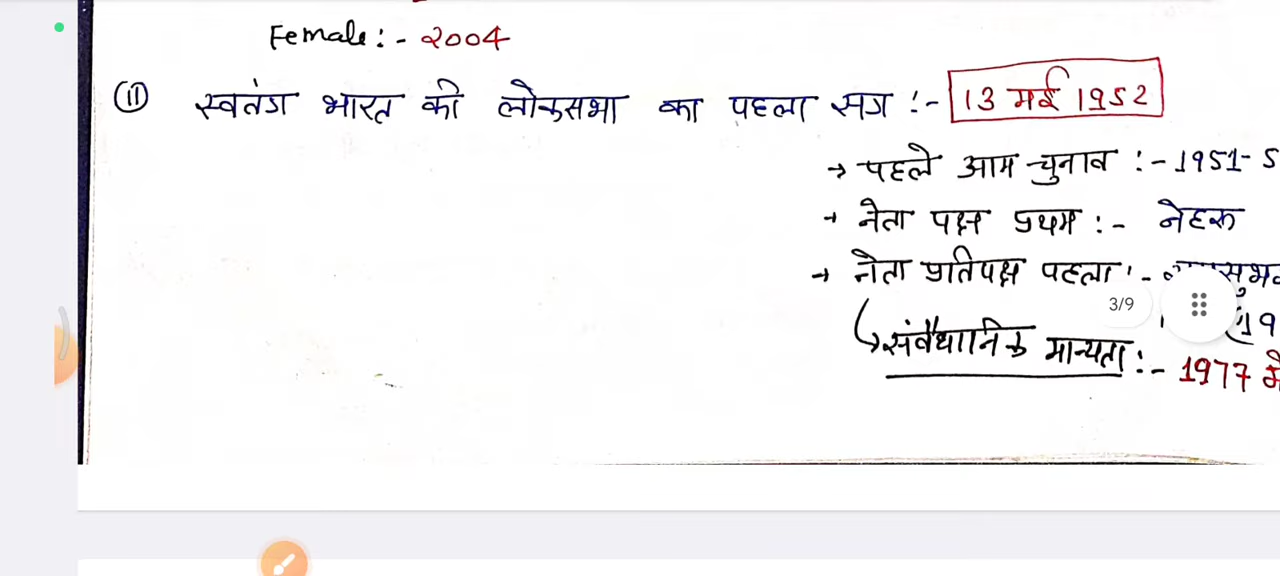 Female :- 2004
(11) स्वतंत्र भारत की लोकसभा का पहला सत्र :- 13 मई 1952
→ पहले आम चुनाव :- 1951-5
→ नेता पक्ष प्रथम :- नेहरू
→ नेता प्रतिपक्ष पहला :-
3/9
(19
संवैधानिक मान्यता :- 1977 में